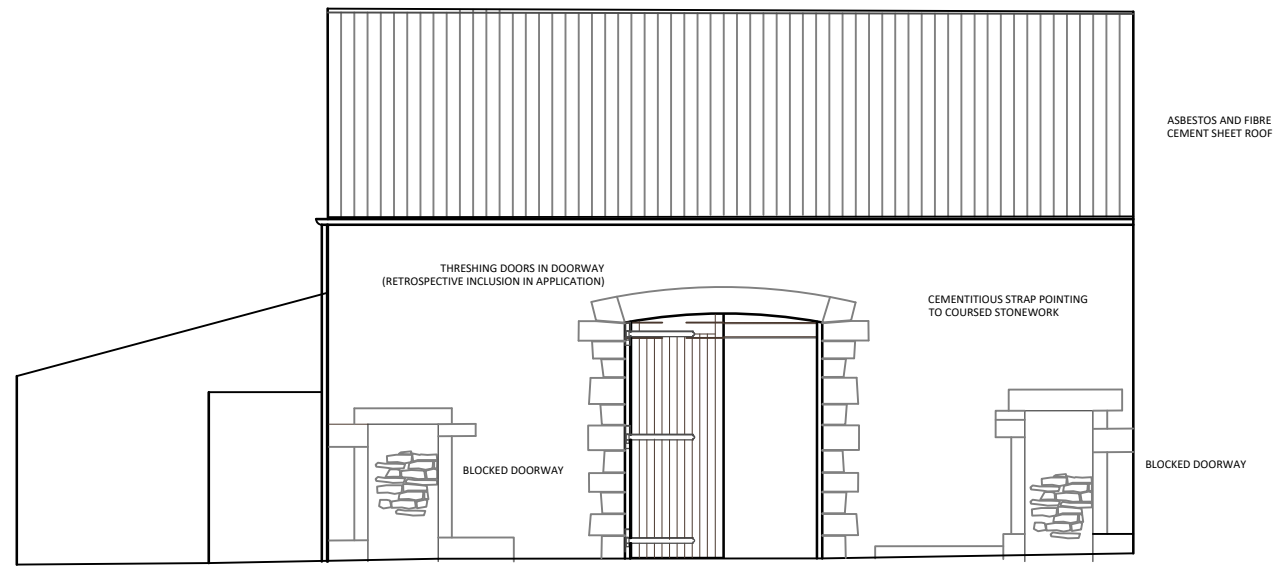 ASBESTOS AND FIBRE
CEMENT SHEET ROOF
THRESHING DOORS IN DOORWAY
(RETROSPECTIVE INCLUSION IN APPLICATION)
CEMENTITIOUS STRAP POINTING
TO COURSED STONEWORK
BLOCKED DOORWAY
BLOCKED DOORWAY